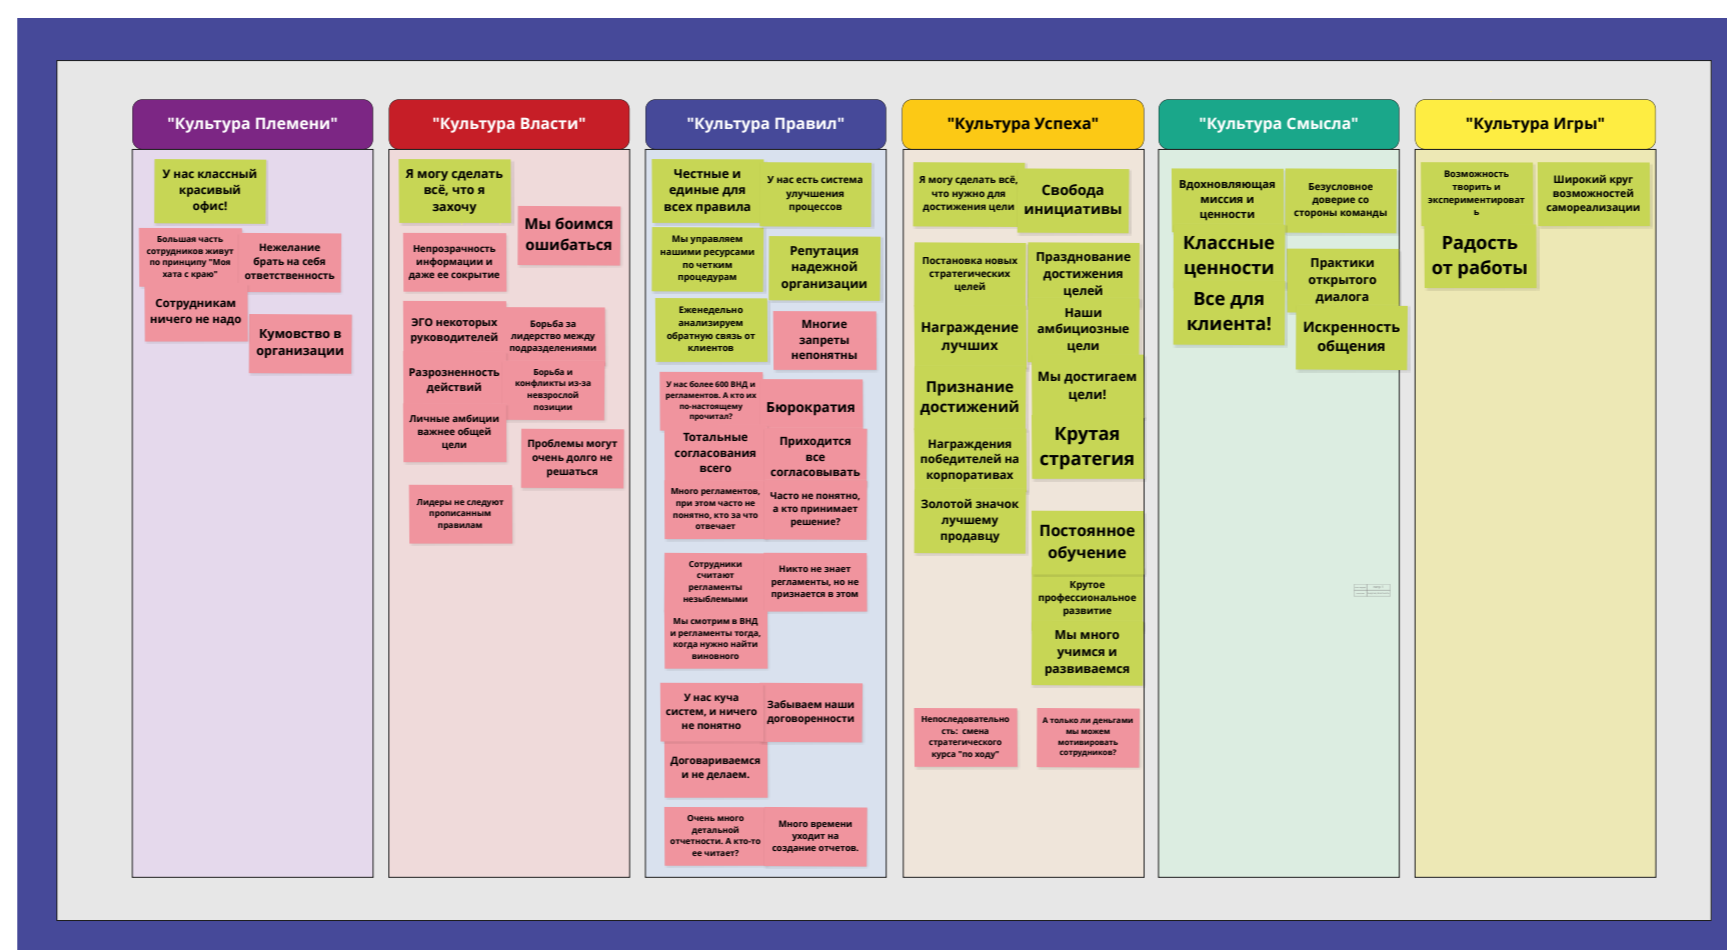 "Культура Племени"
У нас классный
красивый
офис!
Большая часть
сотрудников живут
по принципу "Моя
хата с краю"
Нежелание
брать на себя
ответственность
Сотрудникам
ничего не надо
Кумовство в
организации
"Культура Власти"
Я могу сделать
всё, что я
захочу
Мы боимся
ошибаться
Непрозрачность
информации и
даже ее сокрытие
ЭГО некоторых
руководителей
Борьба за
лидерство между
подразделениями
Разрозненность
действий
Борьба и
конфликты из-за
невзрослой
позиции
Личные амбиции
важнее общей
цели
Проблемы могут
очень долго не
решаться
Лидеры не следуют
прописанным
правилам
"Культура Правил"
Честные и
единые для
всех правила
У нас есть система
улучшения
процессов
Мы управляем
нашими ресурсами
по четким
процедурам
Репутация
надежной
организации
Еженедельно
анализируем
обратную связь от
клиентов
Многие
запреты
непонятны
У нас более 600 ВНД и
регламентов. А кто их
по-настоящему
прочитал?
Бюрократия
Тотальные
согласования
всего
Приходится
все
согласовывать
Много регламентов,
при этом часто не
понятно, кто за что
отвечает
Часто не понятно,
а кто принимает
решение?
Сотрудники
считают
регламенты
незыблемыми
Никто не знает
регламенты, но не
признается в этом
Мы смотрим в ВНД
и регламенты тогда,
когда нужно найти
виновного
У нас куча
систем, и ничего
не понятно
Забываем наши
договоренности
Договариваемся
и не делаем.
Очень много
детальной
отчетности. А кто-то
ее читает?
Много времени
уходит на
создание отчетов.
"Культура Успеха"
Я могу сделать всё,
что нужно для
достижения цели
Свобода
инициативы
Постановка новых
стратегических
целей
Празднование
достижения
целей
Награждение
лучших
Наши
амбициозные
цели
Признание
достижений
Мы достигаем
цели!
Награждения
победителей на
корпоративах
Крутая
стратегия
Золотой значок
лучшему
продавцу
Постоянное
обучение
Крутое
профессиональное
развитие
Мы много
учимся и
развиваемся
Непоследовательно
сть: смена
стратегического
курса "по ходу"
А только ли деньгами
мы можем
мотивировать
сотрудников?
"Культура Смысла"
Вдохновляющая
миссия и
ценности
Безусловное
доверие со
стороны команды
Классные
ценности
Практики
открытого
диалога
Все для
клиента!
Искренность
общения
"Культура Игры"
Возможность
творить и
экспериментироват
ь
Широкий круг
возможностей
самореализации
Радость
от работы